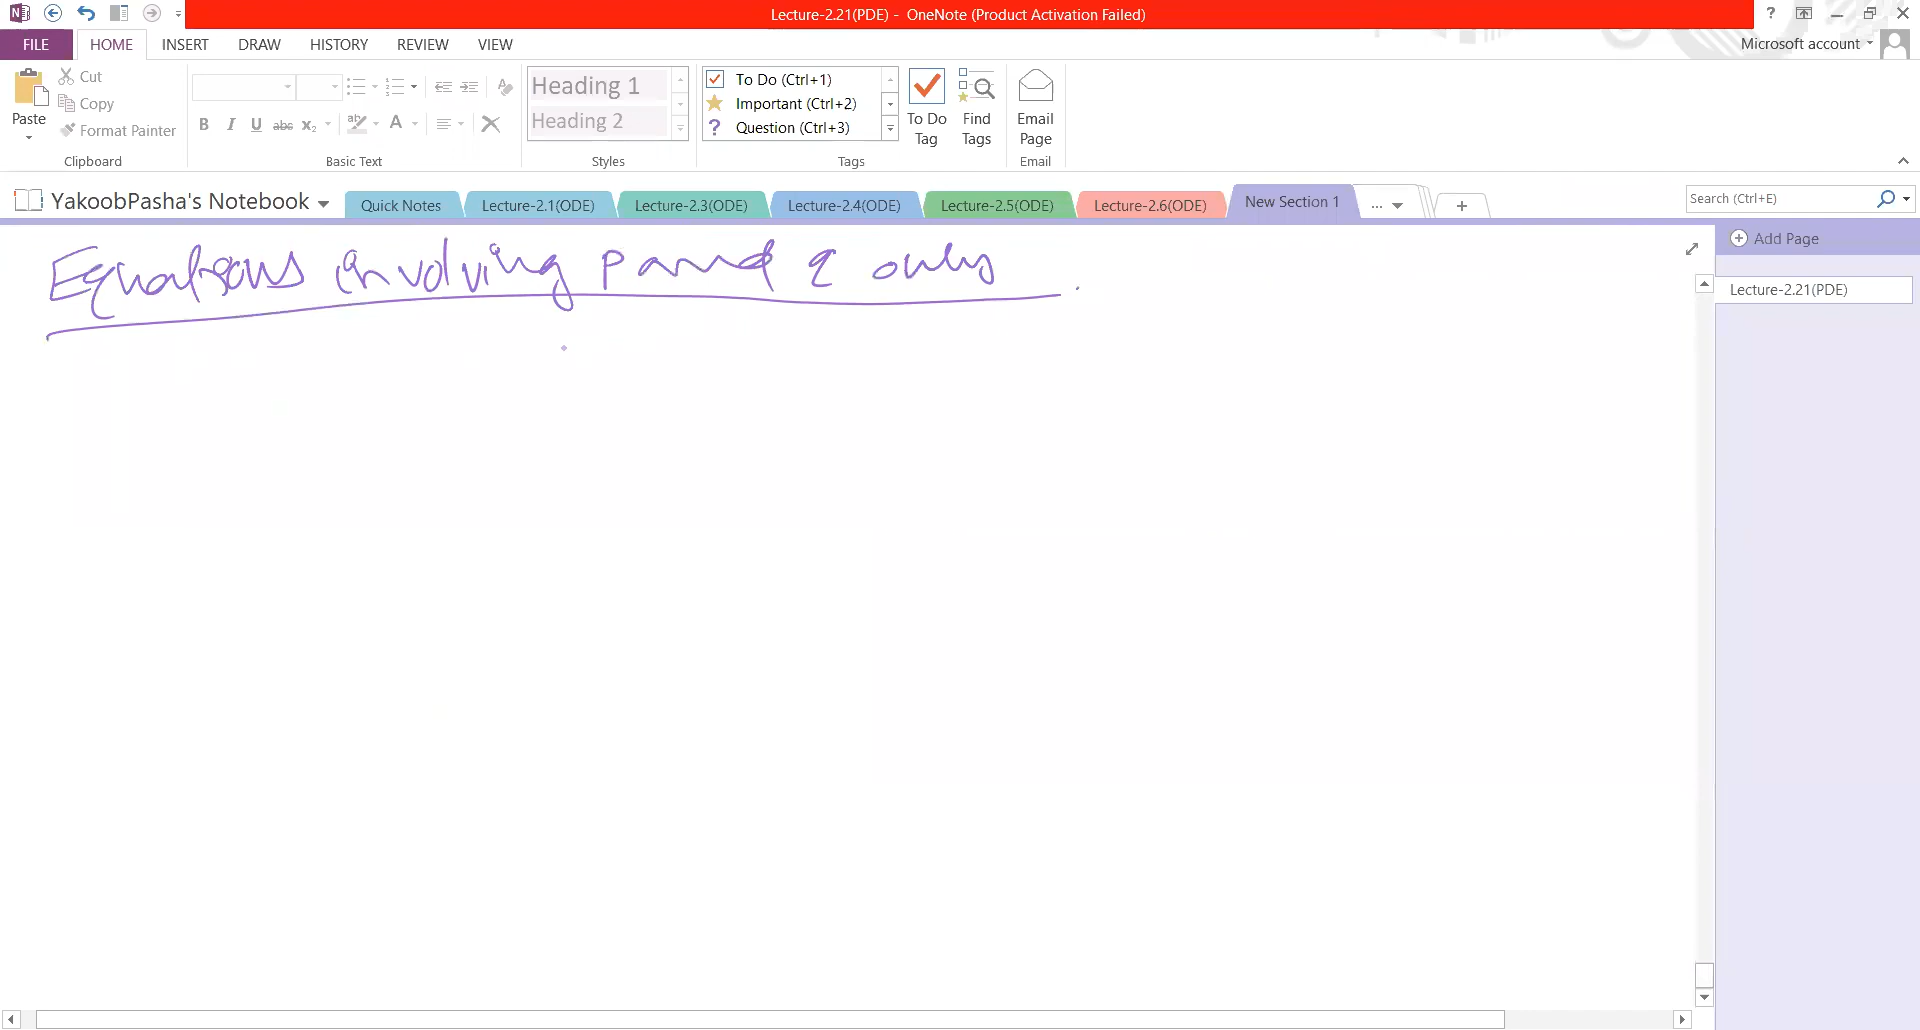 Lecture-2.21(PDE) - OneNote (Product Activation Failed)
?
FILE HOME INSERT DRAW HISTORY REVIEW VIEW
Microsoft account
Paste
Cut
Copy
Format Painter
Clipboard
B I U abc x₂ ab A
Basic Text
Heading 1
Heading 2
Styles
To Do (Ctrl+1)
Important (Ctrl+2)
? Question (Ctrl+3)
Tags
To Do Tag
Find Tags
Email Page
Email
YakoobPasha's Notebook
Quick Notes
Lecture-2.1(ODE)
Lecture-2.3(ODE)
Lecture-2.4(ODE)
Lecture-2.5(ODE)
Lecture-2.6(ODE)
New Section 1
...
Search (Ctrl+E)
Add Page
Lecture-2.21(PDE)
Equations involving p and q only.